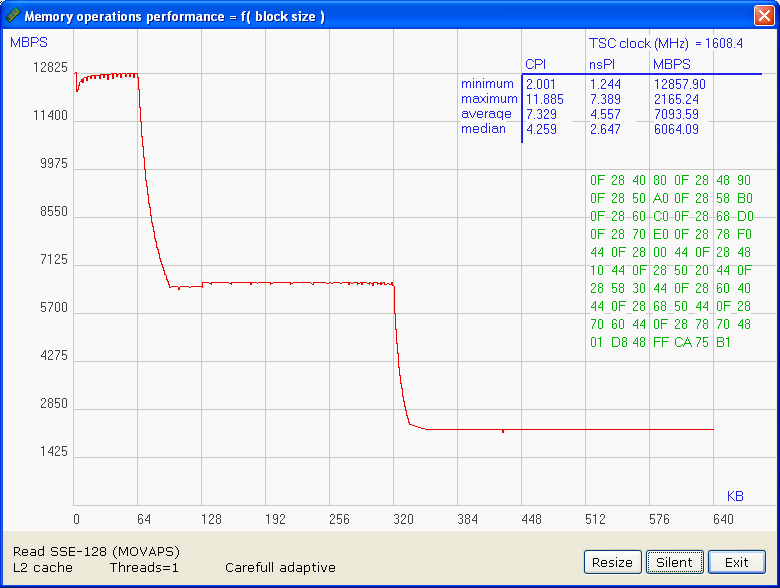 Memory operations performance = f( block size )
MBPS
TSC clock (MHz) = 1608.4
CPI nsPI MBPS
minimum 2.001 1.244 12857.90
maximum 11.885 7.389 2165.24
average 7.329 4.557 7093.59
median 4.259 2.647 6064.09
12825
11400
9975
8550
7125
5700
4275
2850
1425
0F 28 40 80 0F 28 48 90
0F 28 50 A0 0F 28 58 B0
0F 28 60 C0 0F 28 68 D0
0F 28 70 E0 0F 28 78 F0
44 0F 28 00 44 0F 28 48
10 44 0F 28 50 20 44 0F
28 58 30 44 0F 28 60 40
44 0F 28 68 50 44 0F 28
70 60 44 0F 28 78 70 48
01 D8 48 FF CA 75 B1
KB
0 64 128 192 256 320 384 448 512 576 640
Read SSE-128 (MOVAPS)
L2 cache Threads=1 Carefull adaptive
Resize Silent Exit